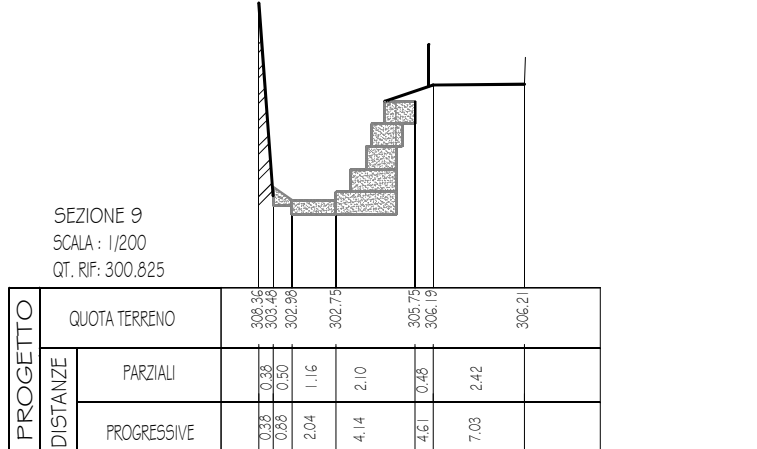 SEZIONE 9
SCALA : 1/200
QT. RIF: 300.825
PROGETTO
QUOTA TERRENO
308.36 303.48 302.98 302.75 305.75 306.19 306.21
DISTANZE
PARZIALI
0.38 0.50 1.16 2.10 0.48 2.42
PROGRESSIVE
0.38 0.88 2.04 4.14 4.61 7.03